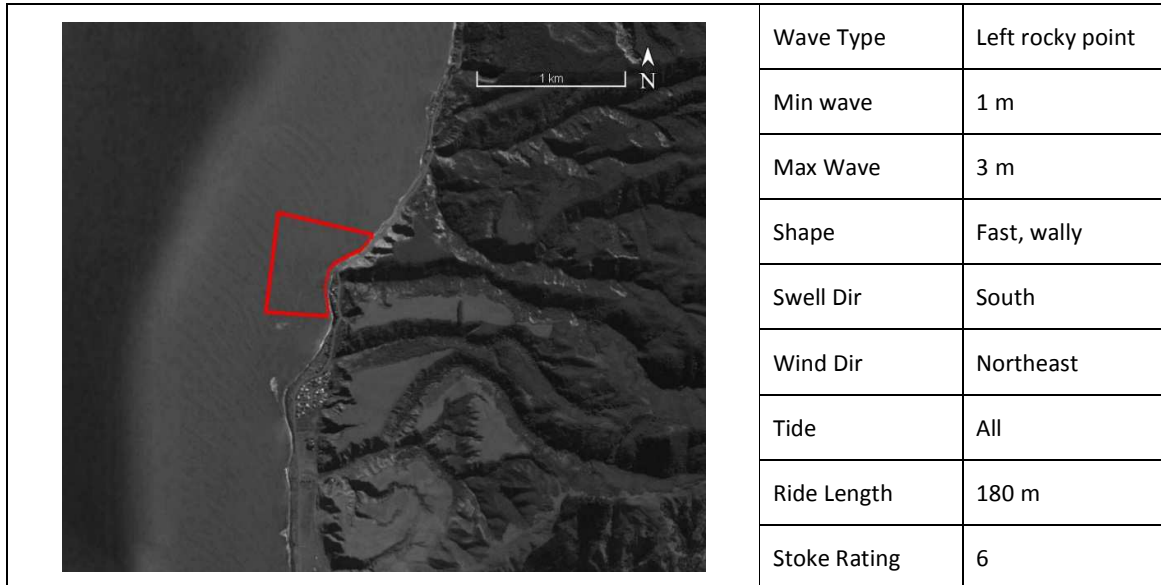 1 km
N
Wave Type Left rocky point
Min wave 1 m
Max Wave 3 m
Shape Fast, wally
Swell Dir South
Wind Dir Northeast
Tide All
Ride Length 180 m
Stoke Rating 6